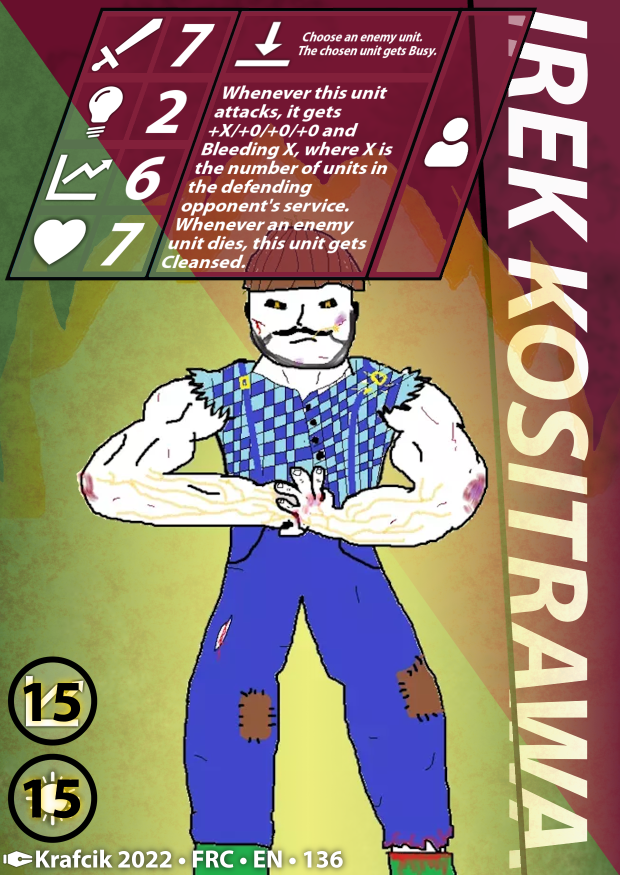 7
Choose an enemy unit.
The chosen unit gets Busy.
2
6
7
Whenever this unit
attacks, it gets
+X/+0/+0/+0 and
Bleeding X, where X is
the number of units in
the defending
opponent's service.
Whenever an enemy
unit dies, this unit gets
Cleansed.
IREK KOSITRAWA
15
15
Krafcik 2022 • FRC • EN • 136